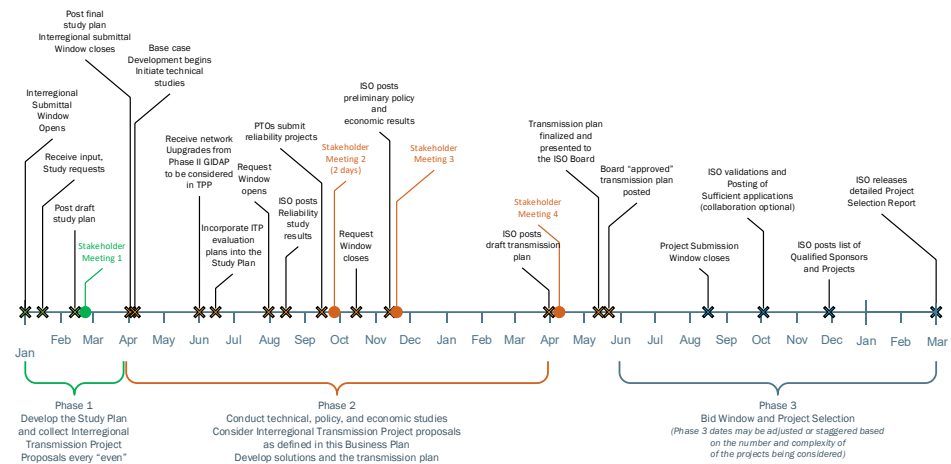 Post final
study plan
Interregional submittal
Window closes
Base case
Development begins
Initiate technical
studies
Interregional
Submittal
Window
Opens
Receive input,
Study requests
Post draft
study plan
Stakeholder
Meeting 1
Receive network
Uupgrades from
Phase II GIDAP
to be considered
in TPP
Incorporate ITP
evaluation
plans into the
Study Plan
Request
Window
opens
PTOs submit
reliability projects
ISO posts
Reliability
study
results
Stakeholder
Meeting 2
(2 days)
Request
Window
closes
ISO posts
preliminary policy
and
economic results
Stakeholder
Meeting 3
Transmission plan
finalized and
presented to
the ISO Board
Stakeholder
Meeting 4
ISO posts
draft transmission
plan
Board “approved”
transmission plan
posted
Project Submission
Window closes
ISO validations and
Posting of
Sufficient applications
(collaboration optional)
ISO posts list of
Qualified Sponsors
and Projects
ISO releases
detailed Project
Selection Report
Jan
Feb
Mar
Apr
May
Jun
Jul
Aug
Sep
Oct
Nov
Dec
Jan
Feb
Mar
Apr
May
Jun
Jul
Aug
Sep
Oct
Nov
Dec
Jan
Feb
Mar
Phase 1
Develop the Study Plan
and collect Interregional
Transmission Project
Proposals every “even”
Phase 2
Conduct technical, policy, and economic studies
Consider Interregional Transmission Project proposals
as defined in this Business Plan
Develop solutions and the transmission plan
Phase 3
Bid Window and Project Selection
(Phase 3 dates may be adjusted or staggered based
on the number and complexity of
of the projects being considered)